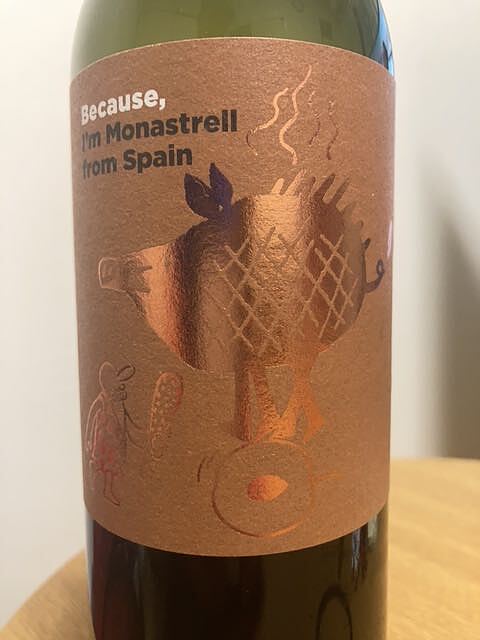 Because,
I'm Monastrell
from Spain